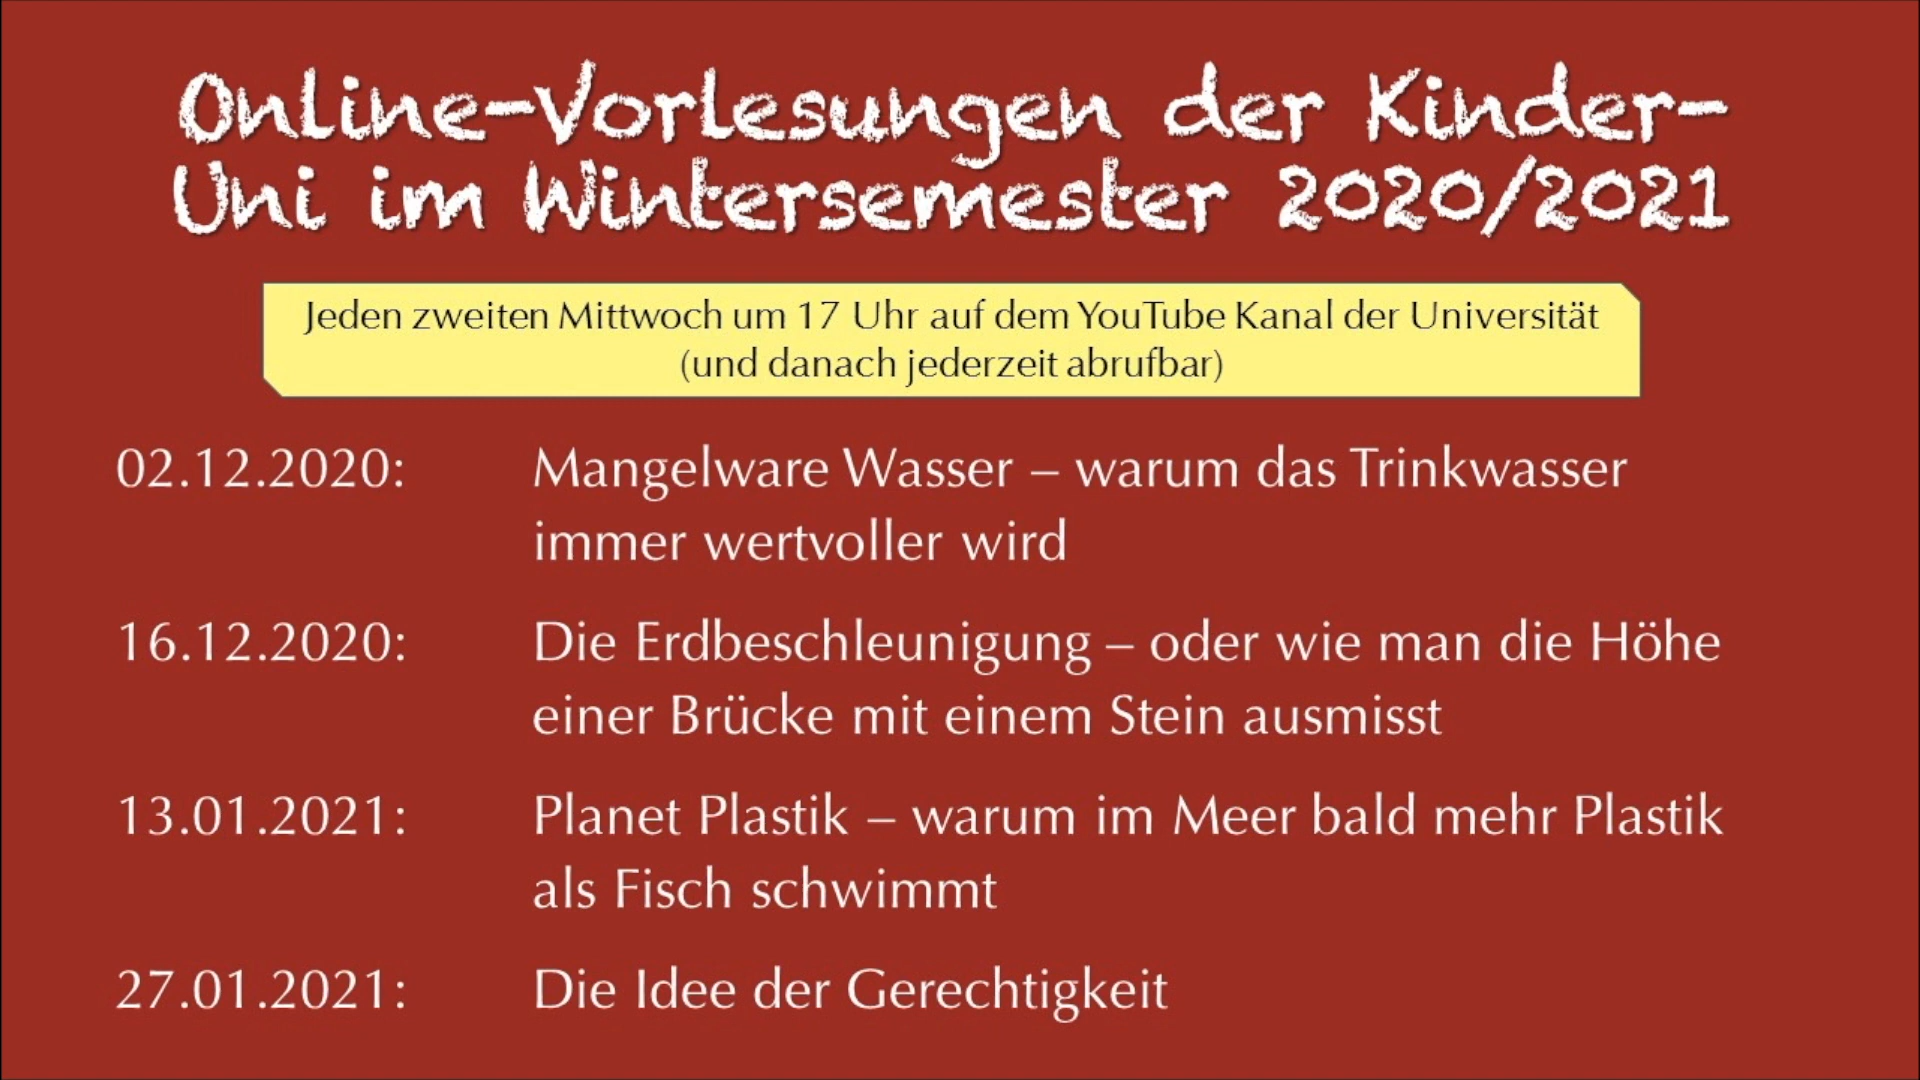 Online-Vorlesungen der Kinder-
Uni im Wintersemester 2020/2021
Jeden zweiten Mittwoch um 17 Uhr auf dem YouTube Kanal der Universität
(und danach jederzeit abrufbar)
02.12.2020: Mangelware Wasser – warum das Trinkwasser
immer wertvoller wird
16.12.2020: Die Erdbeschleunigung – oder wie man die Höhe
einer Brücke mit einem Stein ausmisst
13.01.2021: Planet Plastik – warum im Meer bald mehr Plastik
als Fisch schwimmt
27.01.2021: Die Idee der Gerechtigkeit